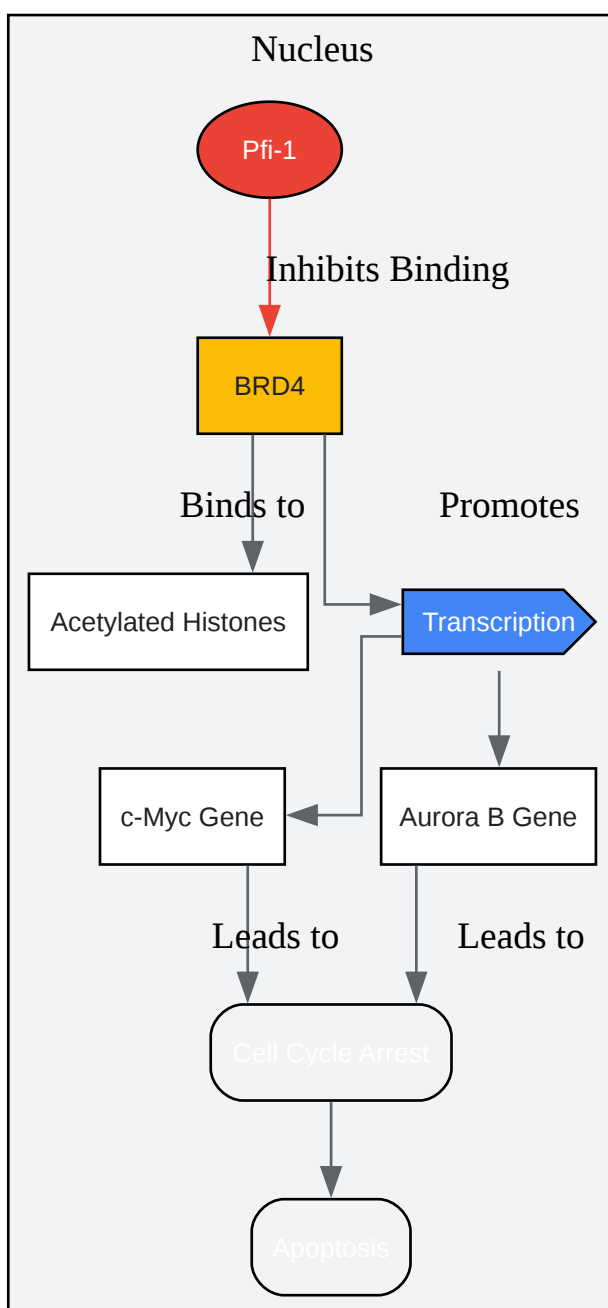 Nucleus
Pfi-1
Inhibits Binding
BRD4
Binds to
Promotes
Acetylated Histones
Transcription
c-Myc Gene
Aurora B Gene
Leads to
Leads to
Cell Cycle Arrest
Apoptosis